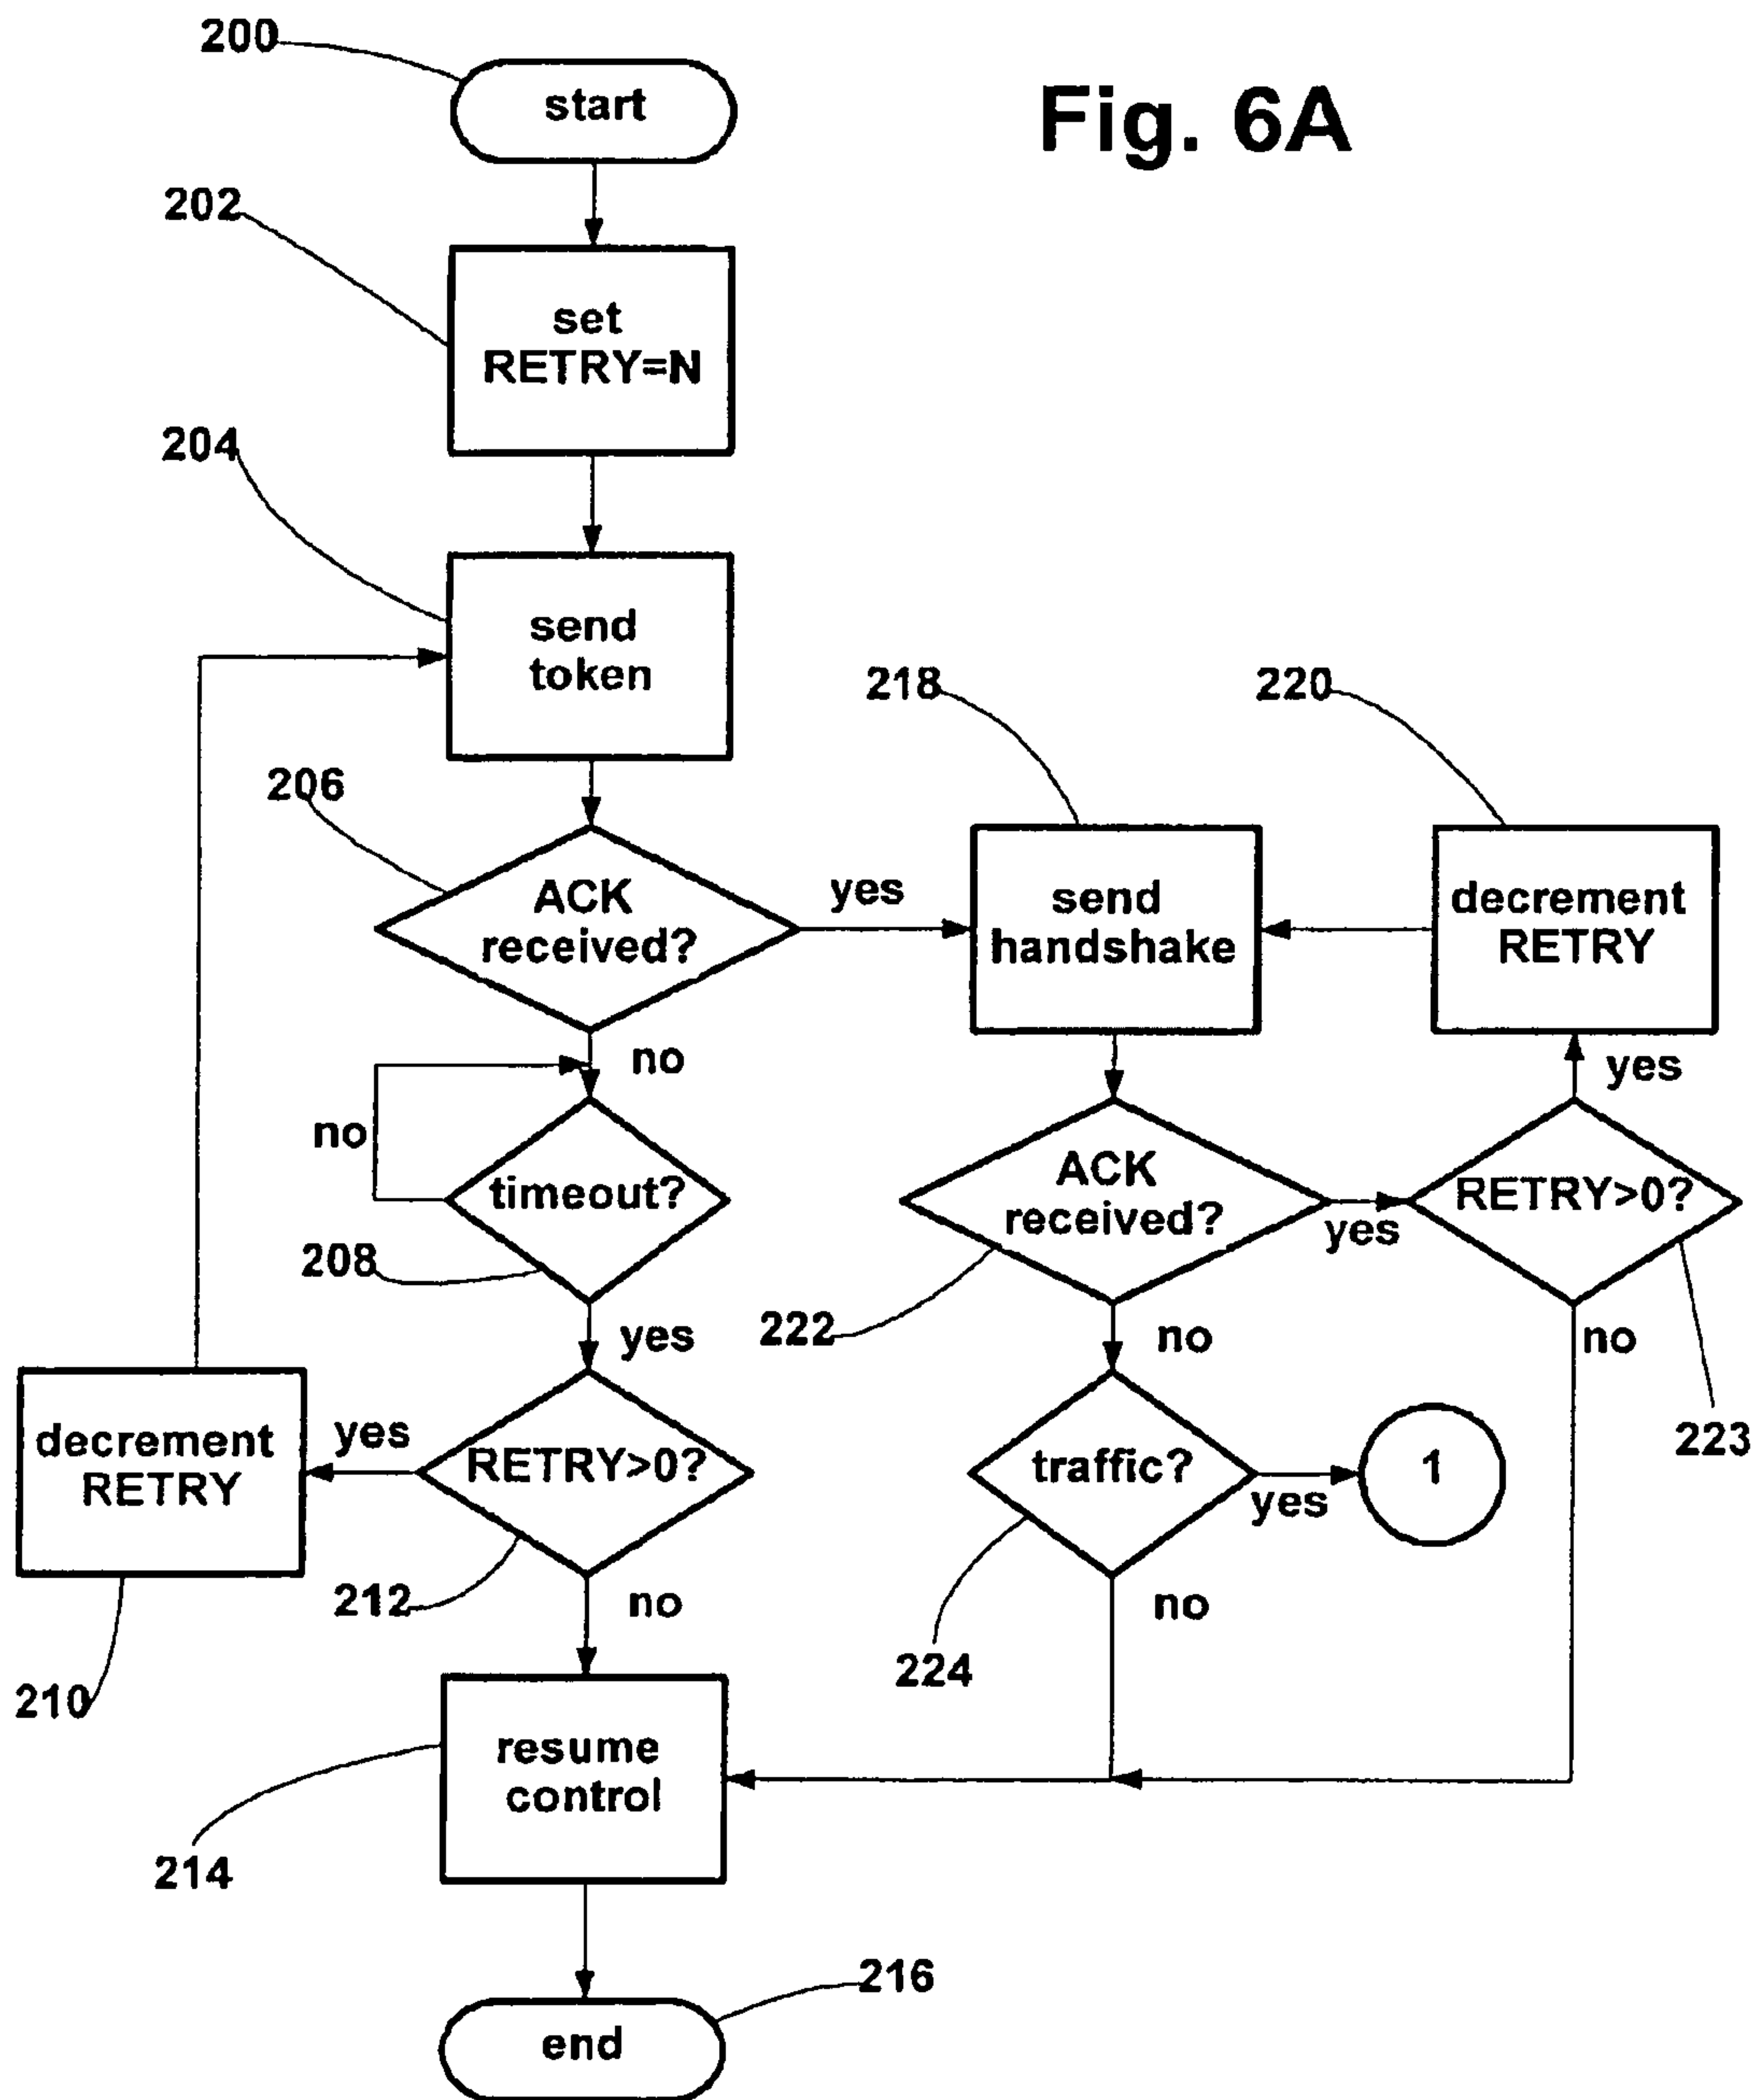 200
start
Fig. 6A
202
set
RETRY=N
204
send
token
218
220
206
ACK
received?
yes
send
handshake
decrement
RETRY
no
yes
no
timeout?
ACK
received?
yes
RETRY>0?
208
222
yes
no
no
decrement
RETRY
yes
RETRY>0?
traffic?
yes
1
223
212
no
no
224
210
resume
control
214
216
end